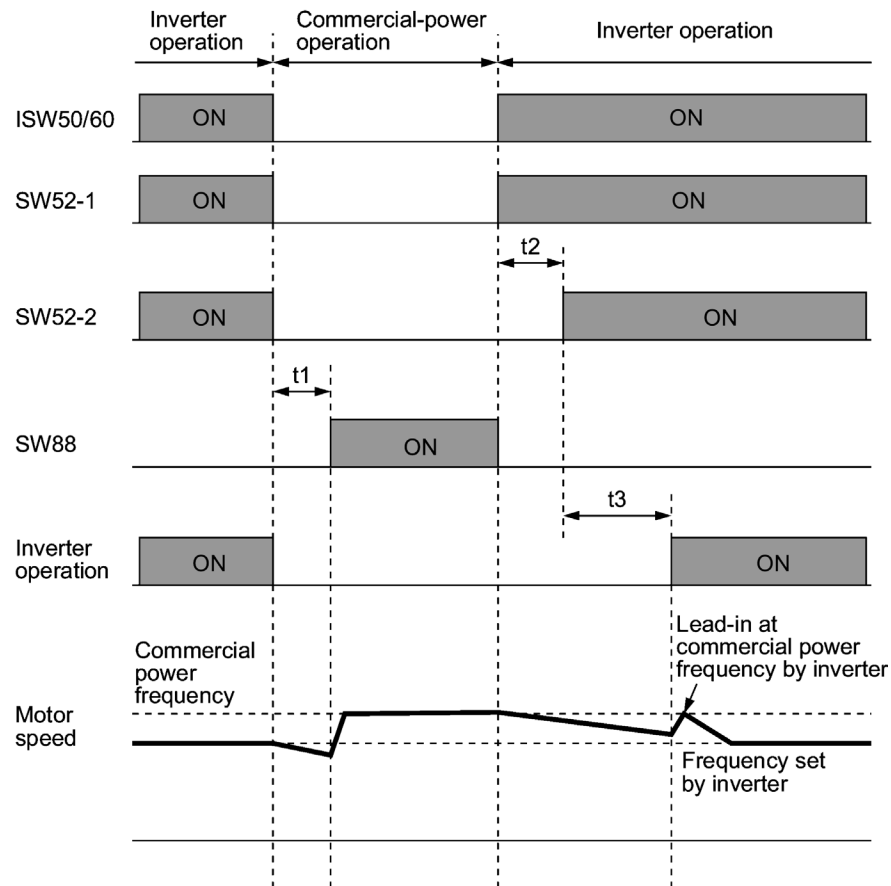 Inverter
operation
Commercial-power
operation
Inverter operation
ISW50/60
ON
ON
SW52-1
ON
ON
t2
SW52-2
ON
ON
t1
SW88
ON
t3
Inverter
operation
ON
ON
Commercial
power
frequency
Lead-in at
commercial power
frequency by inverter
Motor
speed
Frequency set
by inverter